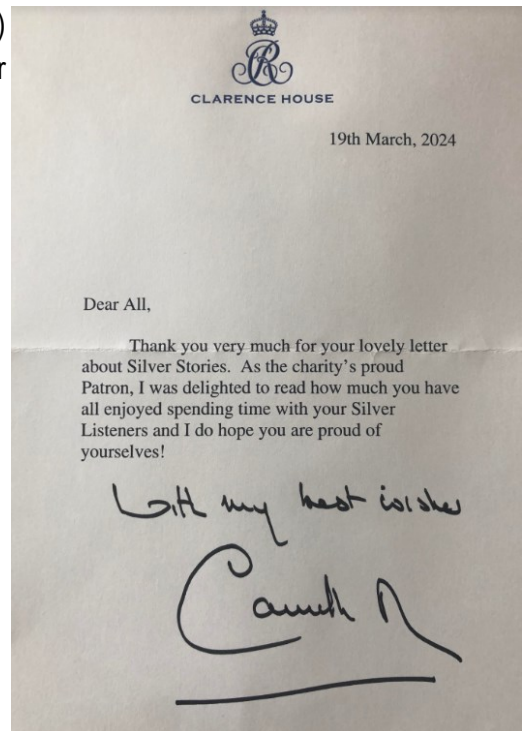 )
r
CR
CLARENCE HOUSE
19th March, 2024
Dear All,
Thank you very much for your lovely letter
about Silver Stories. As the charity's proud
Patron, I was delighted to read how much you have
all enjoyed spending time with your Silver
Listeners and I do hope you are proud of
yourselves!
With my best wishes
Camilla R